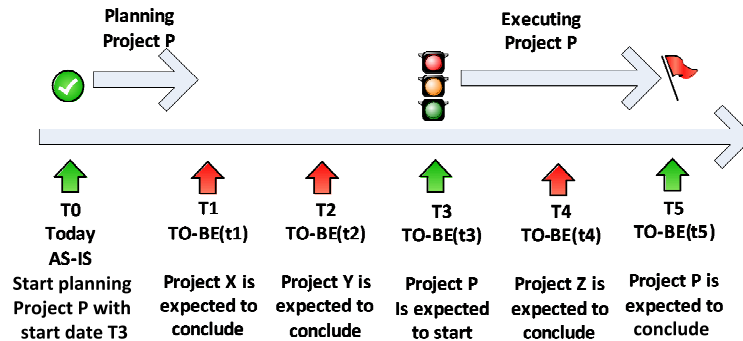 Planning
Project P
Executing
Project P
T0
Today
AS-IS
Start planning
Project P with
start date T3
T1
TO-BE(t1)
Project X is
expected to
conclude
T2
TO-BE(t2)
Project Y is
expected to
conclude
T3
TO-BE(t3)
Project P
Is expected
to start
T4
TO-BE(t4)
Project Z is
expected to
conclude
T5
TO-BE(t5)
Project P is
expected to
conclude